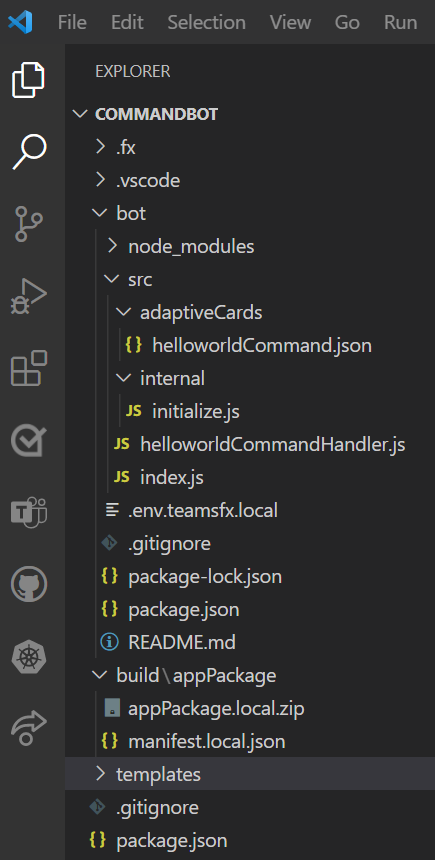 File Edit Selection View Go Run
EXPLORER
COMMANDBOT
.fx
.vscode
bot
node_modules
src
adaptiveCards
{} helloworldCommand.json
internal
JS initialize.js
JS helloworldCommandHandler.js
JS index.js
.env.teamsfx.local
.gitignore
{} package-lock.json
{} package.json
README.md
build\appPackage
appPackage.local.zip
{} manifest.local.json
templates
.gitignore
{} package.json